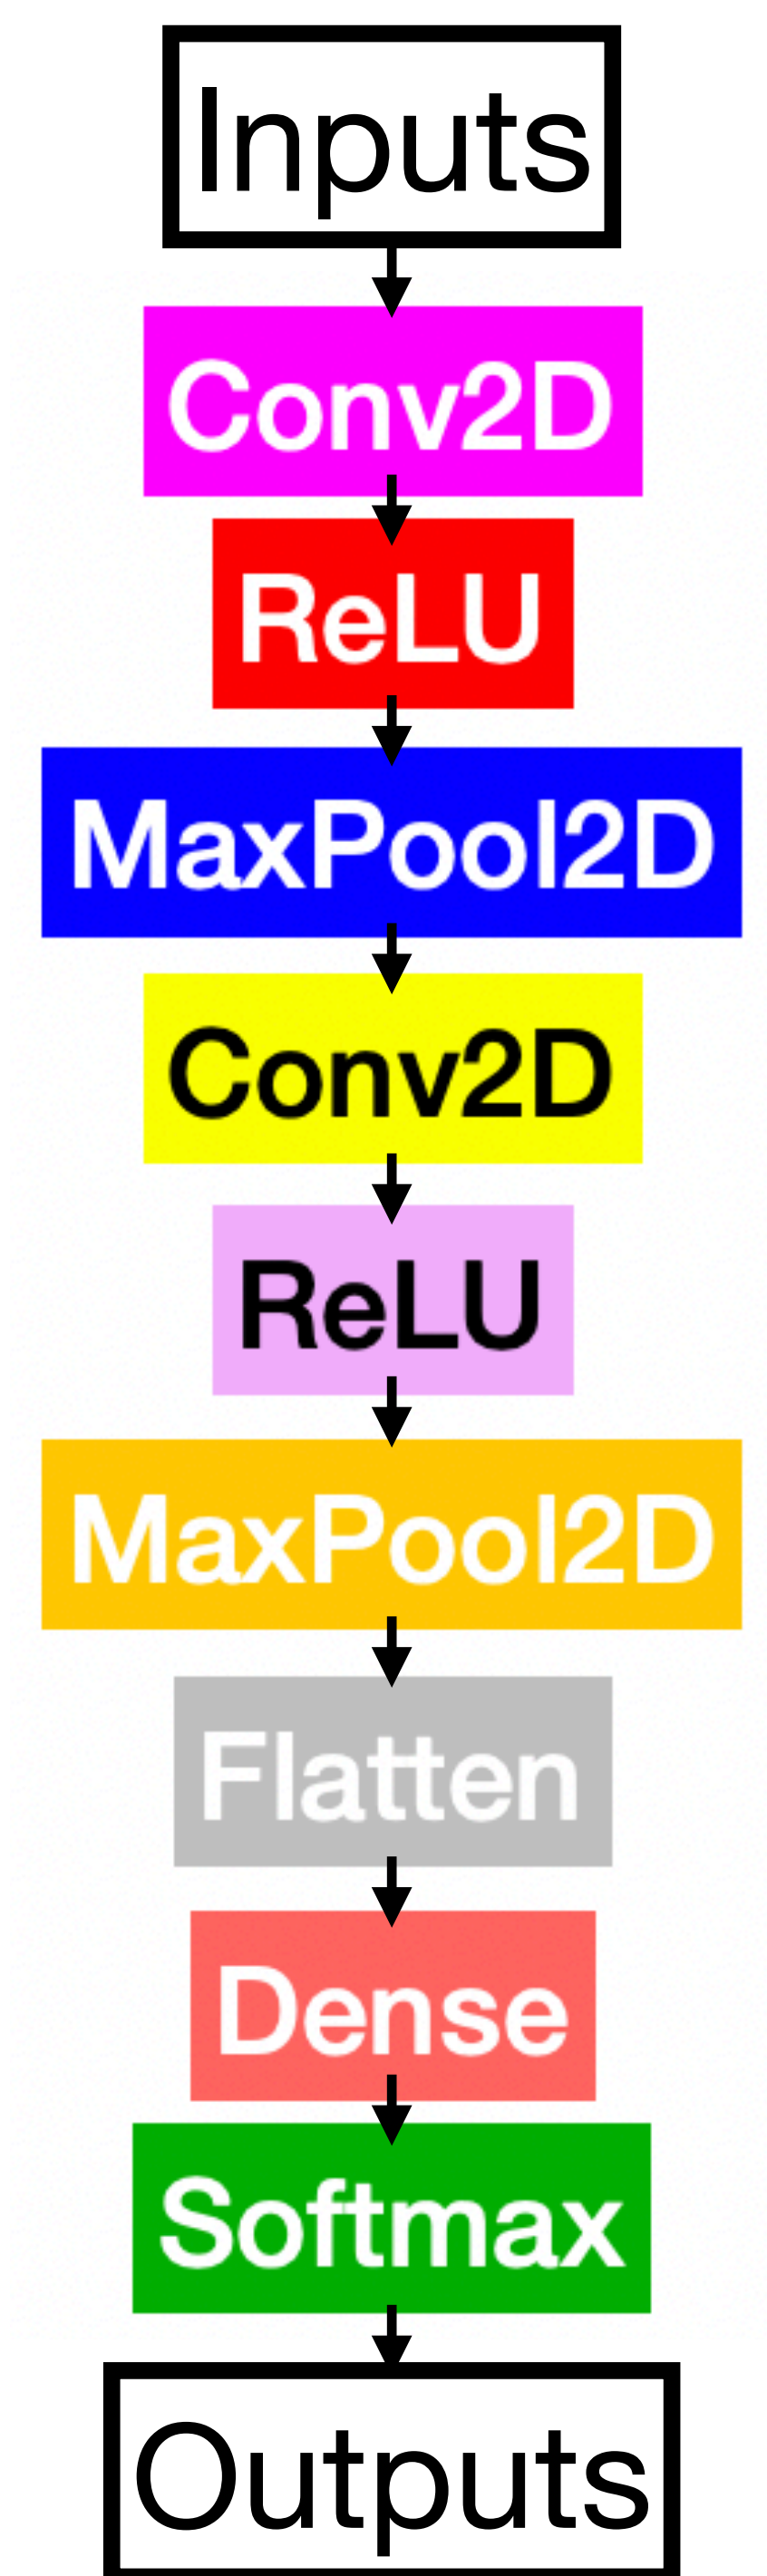 Inputs
Conv2D
ReLU
MaxPool2D
Conv2D
ReLU
MaxPool2D
Flatten
Dense
Softmax
Outputs